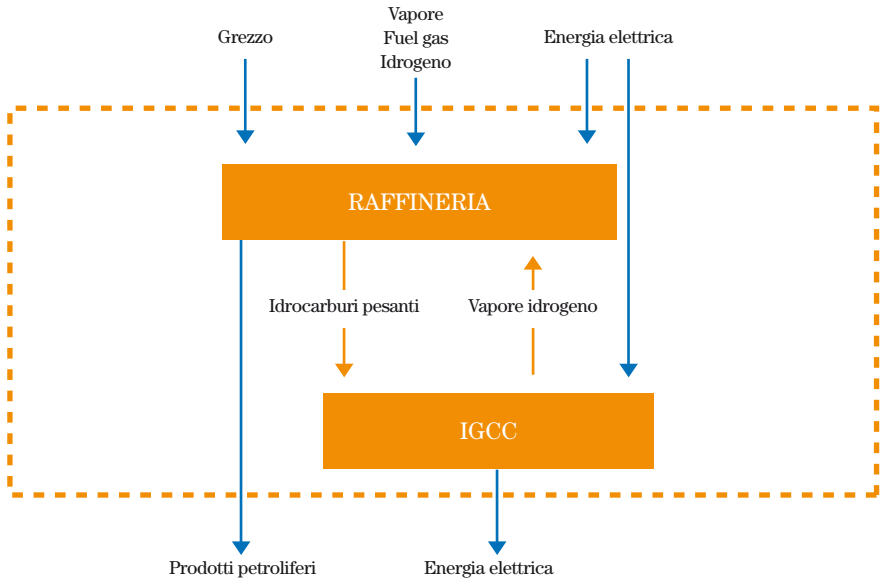 Grezzo
Vapore
Fuel gas
Idrogeno
Energia elettrica
RAFFINERIA
Idrocarburi pesanti
Vapore idrogeno
IGCC
Prodotti petroliferi
Energia elettrica